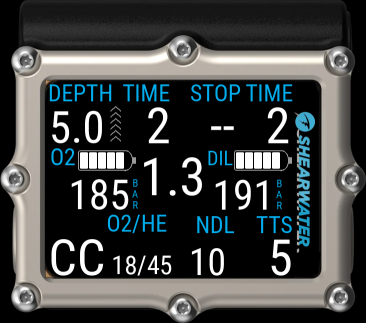 DEPTH TIME STOP TIME
5.0 2 -- 2
O2 1.3 DIL
185 BAR 191 BAR
O2/HE NDL TTS
CC 18/45 10 5
SHEARWATER